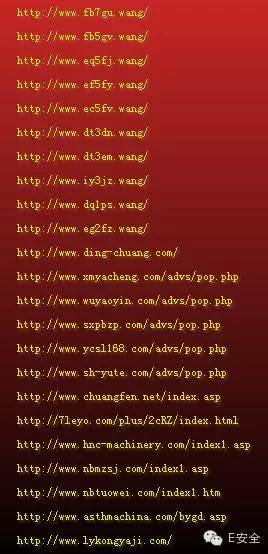 http://www.fb7gu.wang/
http://www.fb5gv.wang/
http://www.eq5fj.wang/
http://www.ef5fy.wang/
http://www.ec5fv.wang/
http://www.dt3dn.wang/
http://www.dt3em.wang/
http://www.iy3jz.wang/
http://www.dq1ps.wang/
http://www.eg2fz.wang/
http://www.ding-chuang.com/
http://www.xmyacheng.com/advs/pop.php
http://www.wuyaoyin.com/advs/pop.php
http://www.sxpbzp.com/advs/pop.php
http://www.ycsl168.com/advs/pop.php
http://www.sh-yute.com/advs/pop.php
http://www.chuangfen.net/index.asp
http://7leyo.com/plus/2cRZ/index.html
http://www.hnc-machinery.com/index1.asp
http://www.nbmzsj.com/index1.asp
http://www.nbtuowei.com/index1.htm
http://www.asthmachina.com/bygd.asp
http://www.lykongyaji.com/
E安全